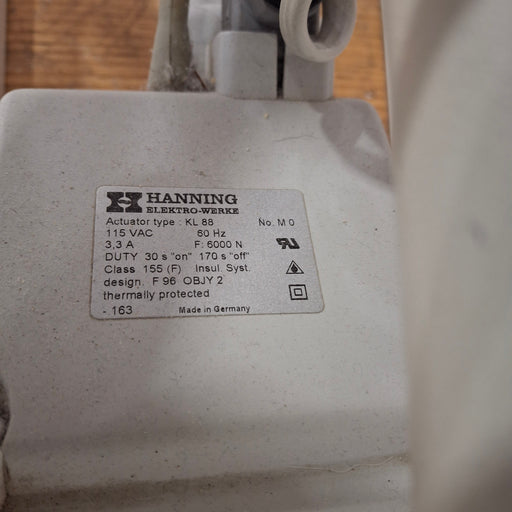 HANNING
ELEKTRO-WERKE
Actuator type : KL 88 No. M 0
115 VAC 60 Hz
3,3 A F: 6000 N
DUTY 30 s "on" 170 s "off"
Class 155 (F) Insul. Syst.
design. F 96 OBJY 2
thermally protected
- 163 Made in Germany